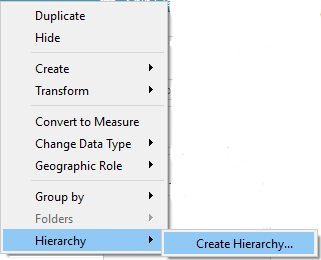 Duplicate
Hide
Create
Transform
Convert to Measure
Change Data Type
Geographic Role
Group by
Folders
Hierarchy
Create Hierarchy...